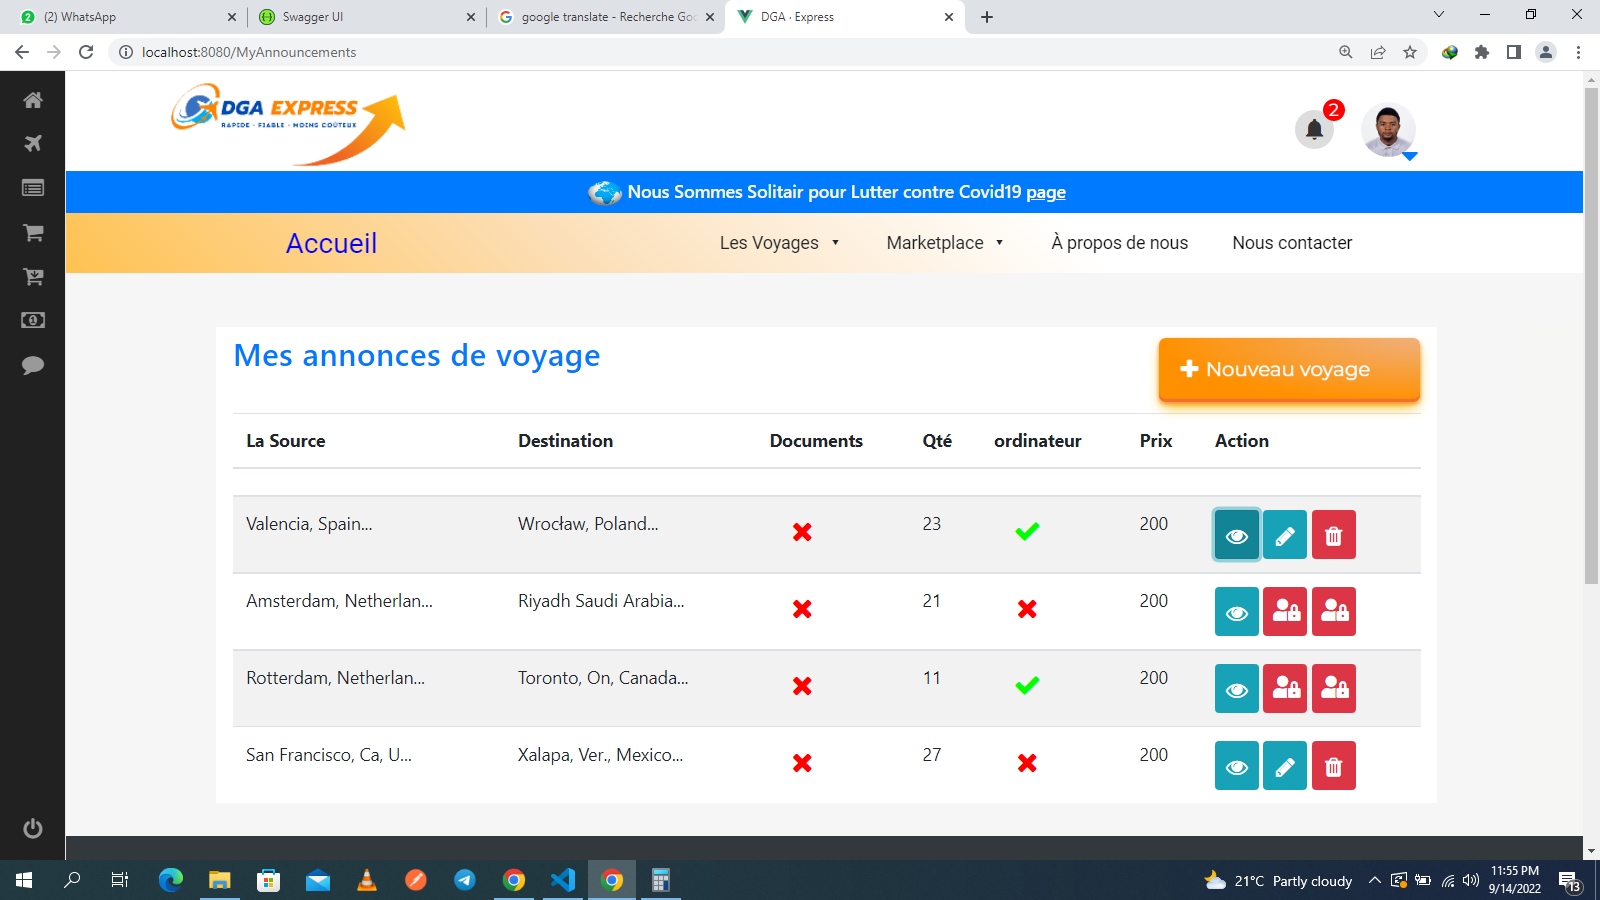 (2) WhatsApp
Swagger UI
google translate - Recherche Goo
DGA · Express
localhost:8080/MyAnnouncements
DGA EXPRESS
RAPIDE - FIABLE - MOINS COÛTEUX
2
Nous Sommes Solitair pour Lutter contre Covid19 page
Accueil
Les Voyages
Marketplace
À propos de nous
Nous contacter
Mes annonces de voyage
Nouveau voyage
La Source Destination Documents Qté ordinateur Prix Action
Valencia, Spain... Wrocław, Poland... 23 200
Amsterdam, Netherlan... Riyadh Saudi Arabia... 21 200
Rotterdam, Netherlan... Toronto, On, Canada... 11 200
San Francisco, Ca, U... Xalapa, Ver., Mexico... 27 200
21°C Partly cloudy
11:55 PM
9/14/2022
13